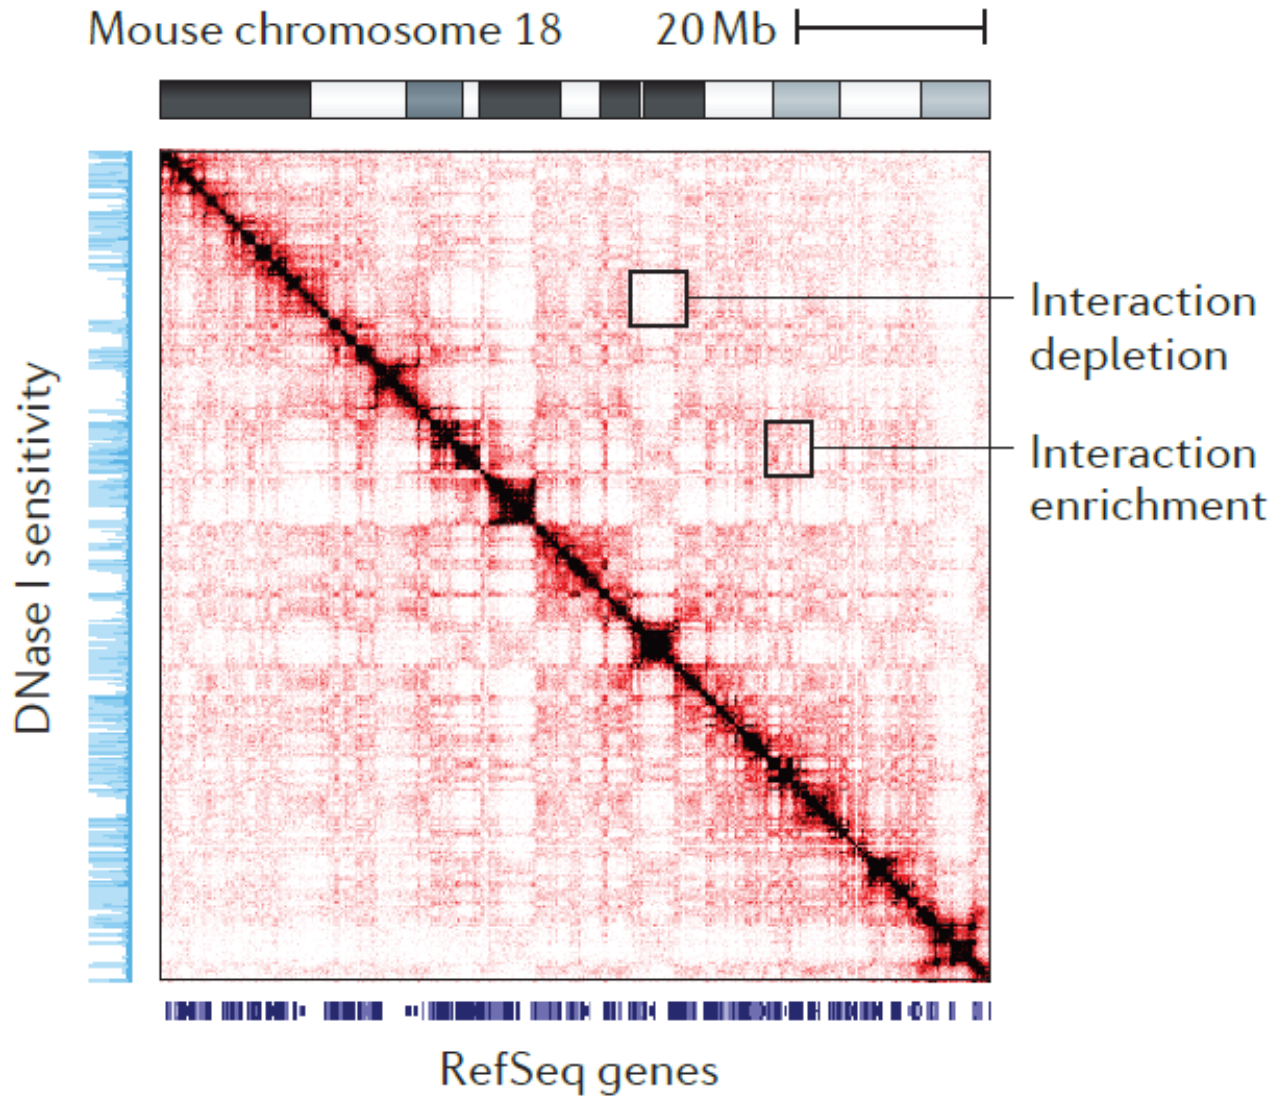 Mouse chromosome 18
20 Mb
Interaction
depletion
Interaction
enrichment
DNase I sensitivity
RefSeq genes